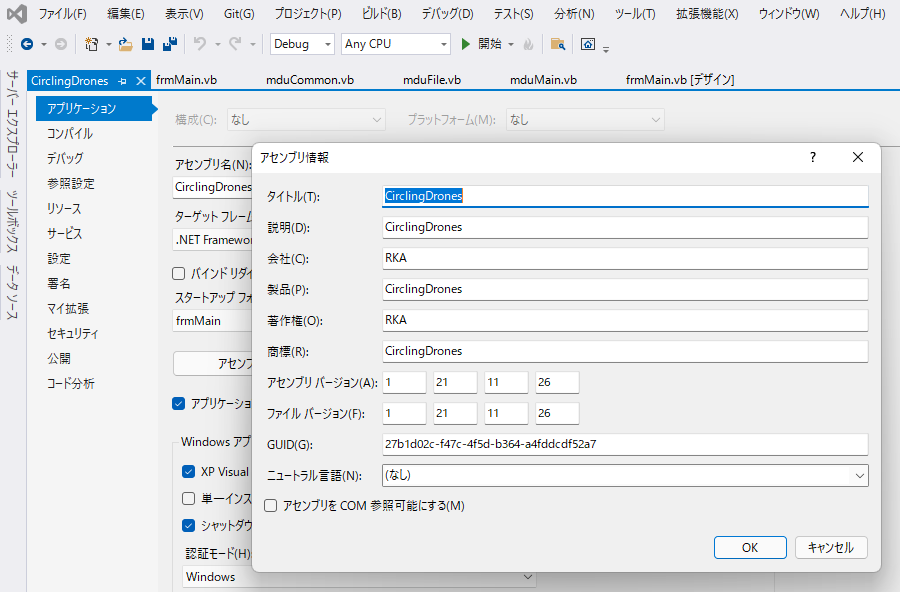 ファイル(F) 編集(E) 表示(V) Git(G) プロジェクト(P) ビルド(B) デバッグ(D) テスト(S) 分析(N) ツール(T) 拡張機能(X) ウィンドウ(W) ヘルプ(H)
Debug Any CPU 開始
サーバー エクスプローラー
ツールボックス
データ ソース
CirclingDrones frmMain.vb mduCommon.vb mduFile.vb mduMain.vb frmMain.vb [デザイン]
アプリケーション
コンパイル
デバッグ
参照設定
リソース
サービス
設定
署名
マイ拡張
セキュリティ
公開
コード分析
構成(C): なし プラットフォーム(M): なし
アセンブリ名(N):
CirclingDrones
ターゲット フレーム
.NET Framewor
バインド リダイ
スタートアップ フォ
frmMain
アセンブ
アプリケーショ
Windows アプ
XP Visual
単一インス
シャットダウ
認証モード(H):
Windows
アセンブリ情報 ?
タイトル(T): CirclingDrones
説明(D): CirclingDrones
会社(C): RKA
製品(P): CirclingDrones
著作権(O): RKA
商標(R): CirclingDrones
アセンブリ バージョン(A): 1 21 11 26
ファイル バージョン(F): 1 21 11 26
GUID(G): 27b1d02c-f47c-4f5d-b364-a4fddcdf52a7
ニュートラル言語(N): (なし)
アセンブリを COM 参照可能にする(M)
OK キャンセル